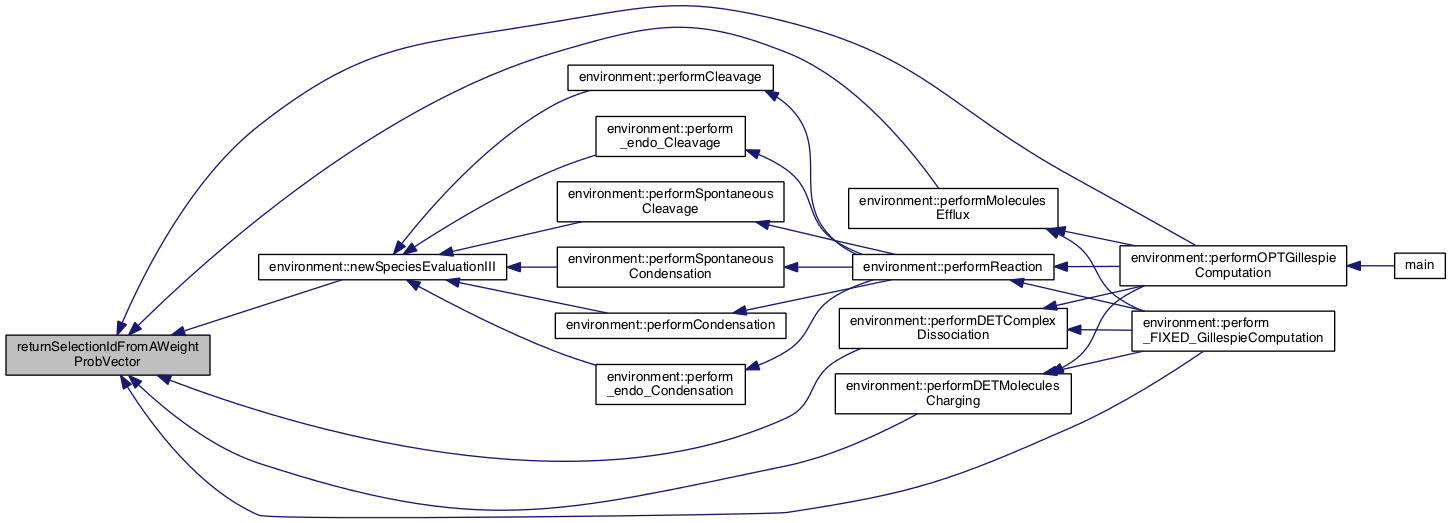 returnSelectionIdFromAWeight
ProbVector
environment::newSpeciesEvaluationIII
environment::performCleavage
environment::perform
_endo_Cleavage
environment::performSpontaneous
Cleavage
environment::performSpontaneous
Condensation
environment::performCondensation
environment::perform
_endo_Condensation
environment::performMolecules
Efflux
environment::performReaction
environment::performDETComplex
Dissociation
environment::performDETMolecules
Charging
environment::performOPTGillespie
Computation
environment::perform
_FIXED_GillespieComputation
main